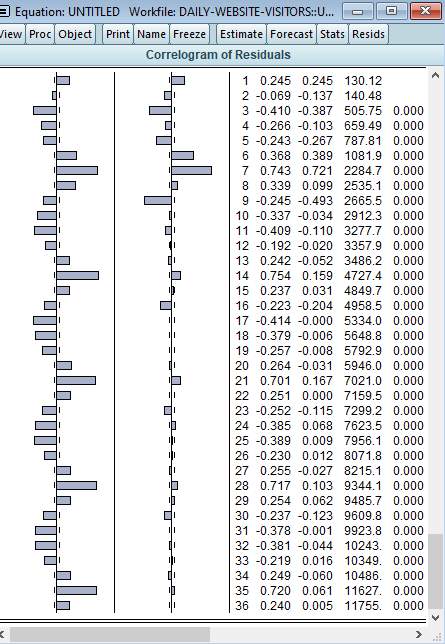 Equation: UNTITLED Workfile: DAILY-WEBSITE-VISITORS::U...
View Proc Object Print Name Freeze Estimate Forecast Stats Resids
Correlogram of Residuals
1 0.245 0.245 130.12
2 -0.069 -0.137 140.48
3 -0.410 -0.387 505.75 0.000
4 -0.266 -0.103 659.49 0.000
5 -0.243 -0.267 787.81 0.000
6 0.368 0.389 1081.9 0.000
7 0.743 0.721 2284.7 0.000
8 0.339 0.099 2535.1 0.000
9 -0.245 -0.493 2665.5 0.000
10 -0.337 -0.034 2912.3 0.000
11 -0.409 -0.110 3277.7 0.000
12 -0.192 -0.020 3357.9 0.000
13 0.242 -0.052 3486.2 0.000
14 0.754 0.159 4727.4 0.000
15 0.237 0.031 4849.7 0.000
16 -0.223 -0.204 4958.5 0.000
17 -0.414 -0.000 5334.0 0.000
18 -0.379 -0.006 5648.8 0.000
19 -0.257 -0.008 5792.9 0.000
20 0.264 -0.031 5946.0 0.000
21 0.701 0.167 7021.0 0.000
22 0.251 0.000 7159.5 0.000
23 -0.252 -0.115 7299.2 0.000
24 -0.385 0.068 7623.5 0.000
25 -0.389 0.009 7956.1 0.000
26 -0.230 0.012 8071.8 0.000
27 0.255 -0.027 8215.1 0.000
28 0.717 0.103 9344.1 0.000
29 0.254 0.062 9485.7 0.000
30 -0.237 -0.123 9609.8 0.000
31 -0.378 -0.001 9923.8 0.000
32 -0.381 -0.044 10243. 0.000
33 -0.219 0.016 10349. 0.000
34 0.249 -0.060 10486. 0.000
35 0.720 0.061 11627. 0.000
36 0.240 0.005 11755. 0.000